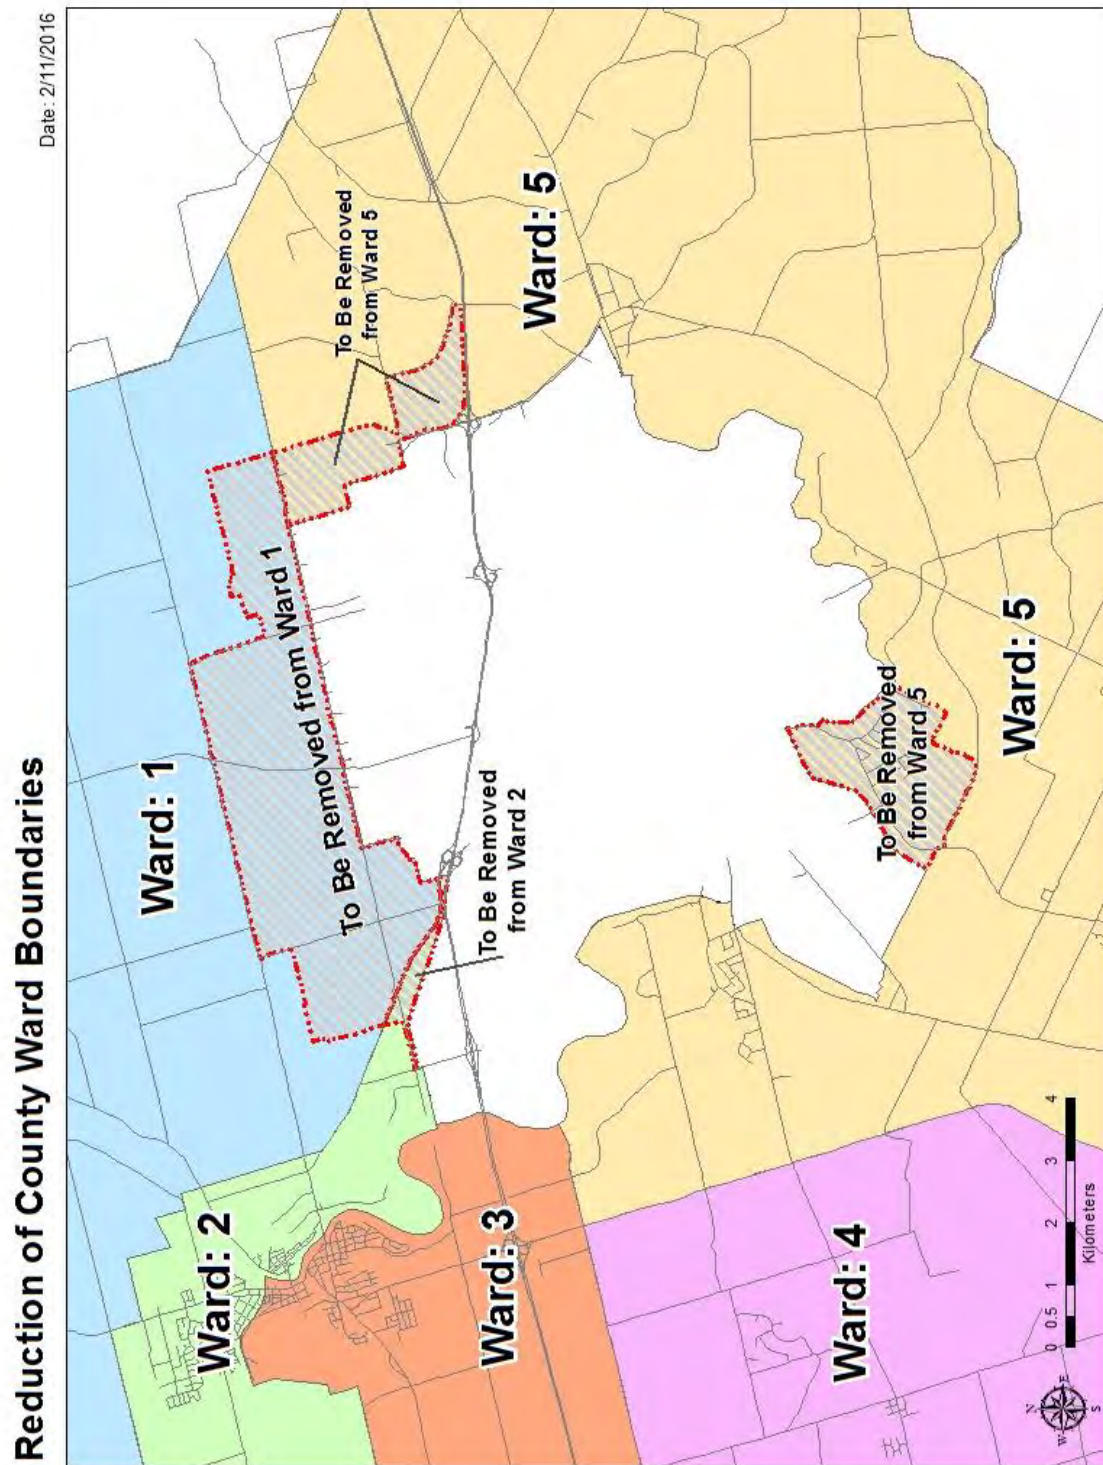 Reduction of County Ward Boundaries
Date: 2/11/2016
Ward: 1
To Be Removed from Ward 1
To Be Removed
from Ward 5
Ward: 5
Ward: 2
To Be Removed
from Ward 2
Ward: 3
To Be Removed
from Ward 5
Ward: 4
Ward: 5
N
W
E
S
0 0.5 1 2 3 4
Kilometers